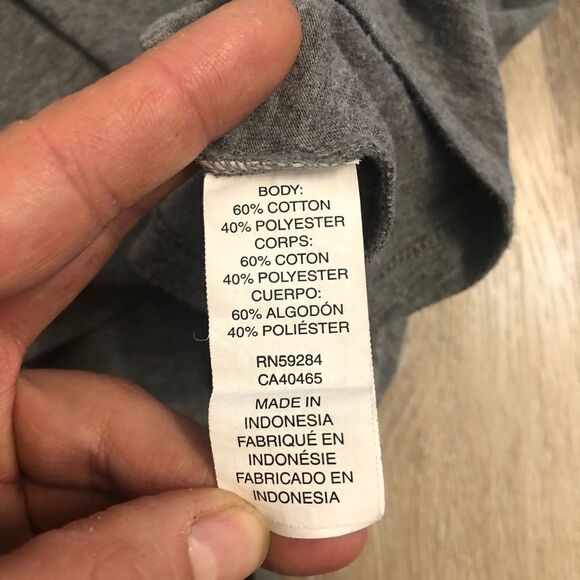 BODY:
60% COTTON
40% POLYESTER
CORPS:
60% COTON
40% POLYESTER
CUERPO:
60% ALGODÓN
40% POLIÉSTER
RN59284
CA40465
MADE IN
INDONESIA
FABRIQUÉ EN
INDONÉSIE
FABRICADO EN
INDONESIA